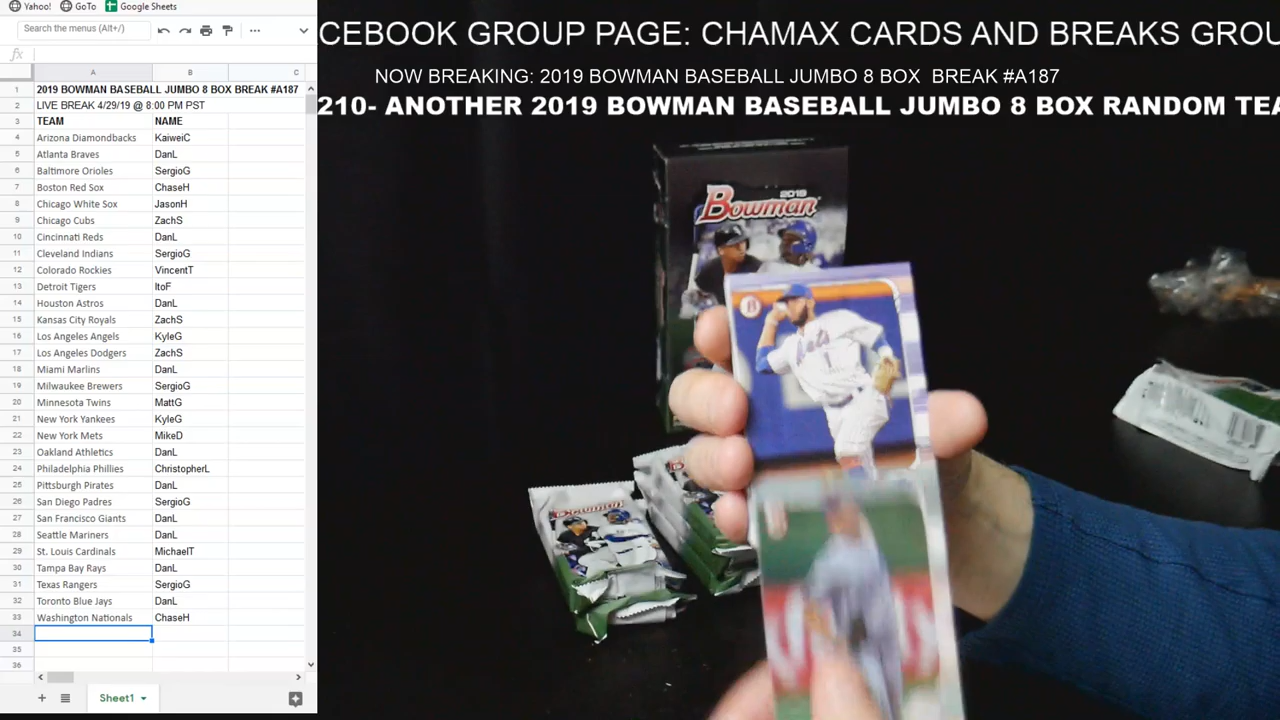 Yahoo!
GoTo
Google Sheets
Search the menus (Alt+/)
fx
A
B
C
1 2019 BOWMAN BASEBALL JUMBO 8 BOX BREAK #A187
2 LIVE BREAK 4/29/19 @ 8:00 PM PST
3 TEAM NAME
4 Arizona Diamondbacks KaiweiC
5 Atlanta Braves DanL
6 Baltimore Orioles SergioG
7 Boston Red Sox ChaseH
8 Chicago White Sox JasonH
9 Chicago Cubs ZachS
10 Cincinnati Reds DanL
11 Cleveland Indians SergioG
12 Colorado Rockies VincentT
13 Detroit Tigers ItoF
14 Houston Astros DanL
15 Kansas City Royals ZachS
16 Los Angeles Angels KyleG
17 Los Angeles Dodgers ZachS
18 Miami Marlins DanL
19 Milwaukee Brewers SergioG
20 Minnesota Twins MattG
21 New York Yankees KyleG
22 New York Mets MikeD
23 Oakland Athletics DanL
24 Philadelphia Phillies ChristopherL
25 Pittsburgh Pirates DanL
26 San Diego Padres SergioG
27 San Francisco Giants DanL
28 Seattle Mariners DanL
29 St. Louis Cardinals MichaelT
30 Tampa Bay Rays DanL
31 Texas Rangers SergioG
32 Toronto Blue Jays DanL
33 Washington Nationals ChaseH
34
35
36
Sheet1
CEBOOK GROUP PAGE: CHAMAX CARDS AND BREAKS GROU
NOW BREAKING: 2019 BOWMAN BASEBALL JUMBO 8 BOX BREAK #A187
210- ANOTHER 2019 BOWMAN BASEBALL JUMBO 8 BOX RANDOM TEA
2019
Bowman
Mets
1
Bowman